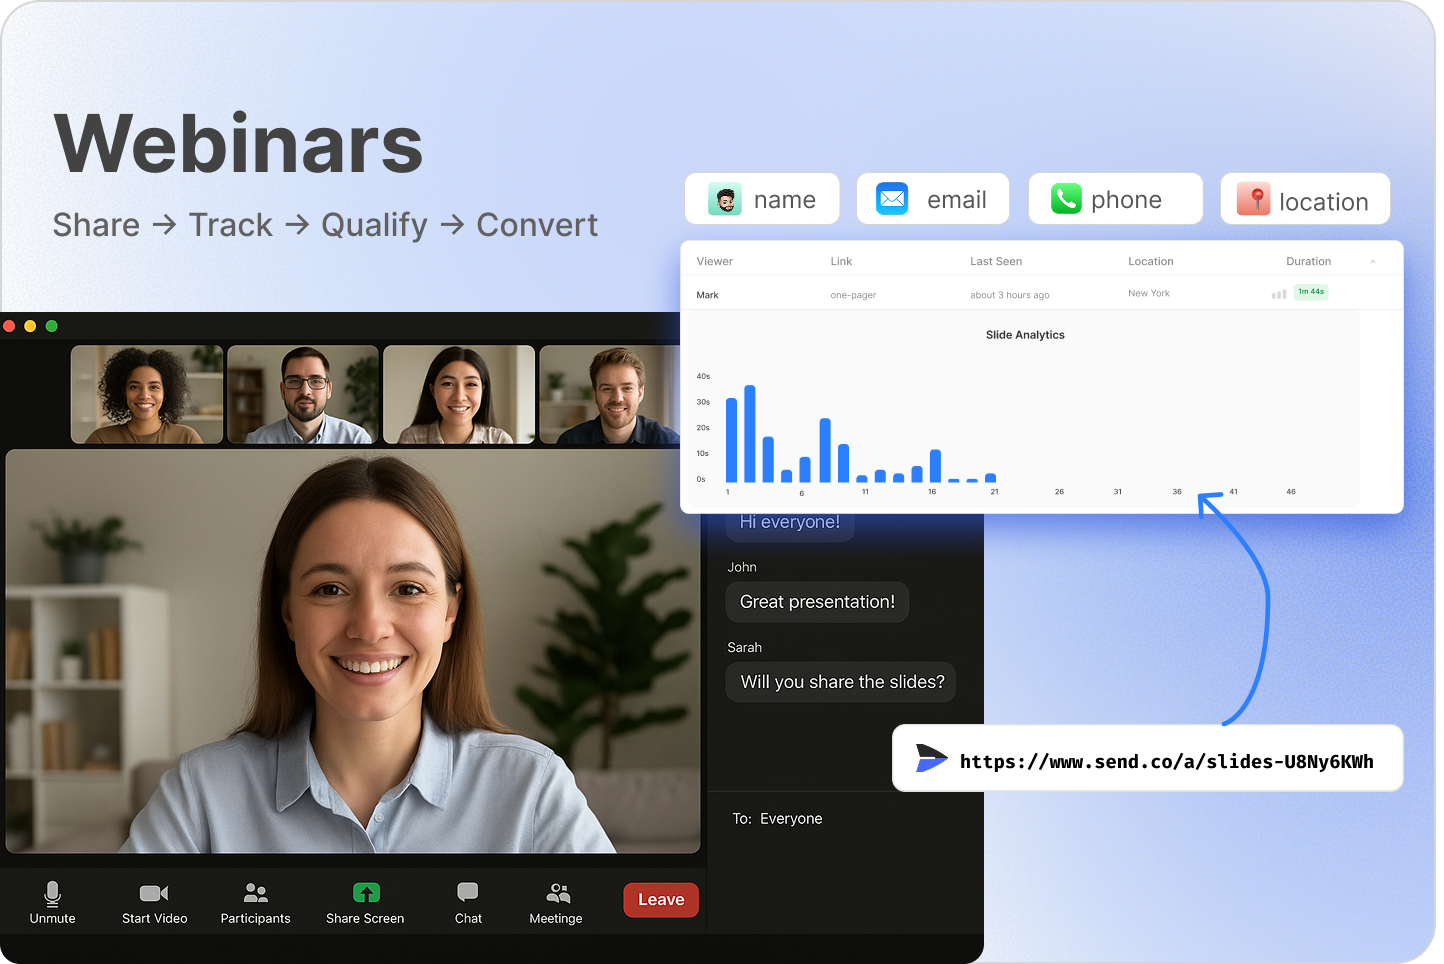 Webinars
Share → Track → Qualify → Convert
name
email
phone
location
Viewer Link Last Seen Location Duration
Mark one-pager about 3 hours ago New York 1m 44s
Slide Analytics
40s
30s
20s
10s
0s
1 6 11 16 21 26 31 36 41 46
Hi everyone!
John
Great presentation!
Sarah
Will you share the slides?
https://www.send.co/a/slides-U8Ny6KWh
To: Everyone
Unmute
Start Video
Participants
Share Screen
Chat
Meetinge
Leave